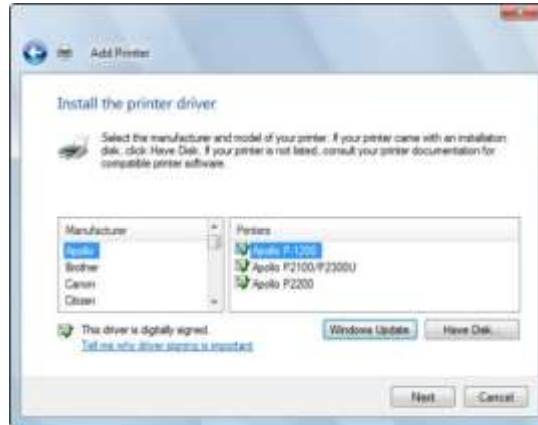 Add Printer
Install the printer driver
Select the manufacturer and model of your printer. If your printer came with an installation
disk, click Have Disk. If your printer is not listed, consult your printer documentation for
compatible printer software.
Manufacturer
Printers
Apollo
Apollo P-1200
Brother
Apollo P2100/P2300U
Canon
Apollo P2200
Citizen
This driver is digitally signed.
Windows Update
Have Disk...
Tell me why driver signing is important
Next
Cancel